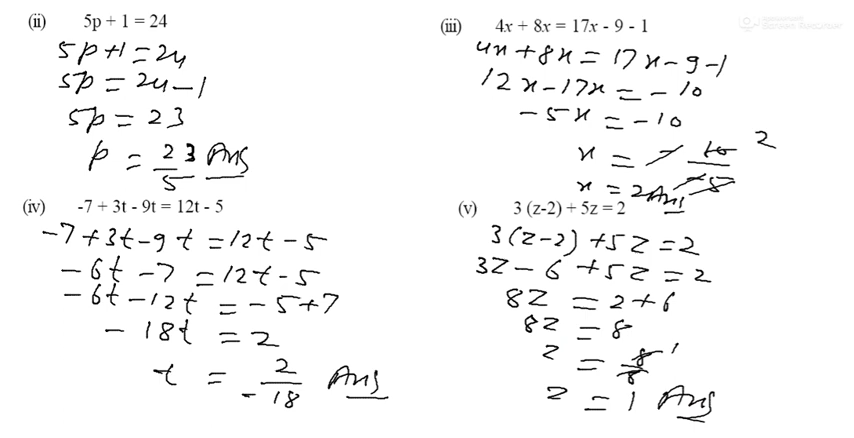 (ii) 5p + 1 = 24
5p+1=24
5p=24-1
5p=23
p = 23/5 Ans
(iii) 4x + 8x = 17x - 9 - 1
4x+8x=17x-9-1
12x-17x=-10
-5x=-10
x = -10/-5 2
x = 2 Ans
(iv) -7 + 3t - 9t = 12t - 5
-7+3t-9t=12t-5
-6t-7=12t-5
-6t-12t=-5+7
-18t=2
t = 2/-18 Ans
(v) 3 (z-2) + 5z = 2
3(z-2)+5z=2
3z-6+5z=2
8z=2+6
8z=8
z = 8/8 1
z = 1 Ans